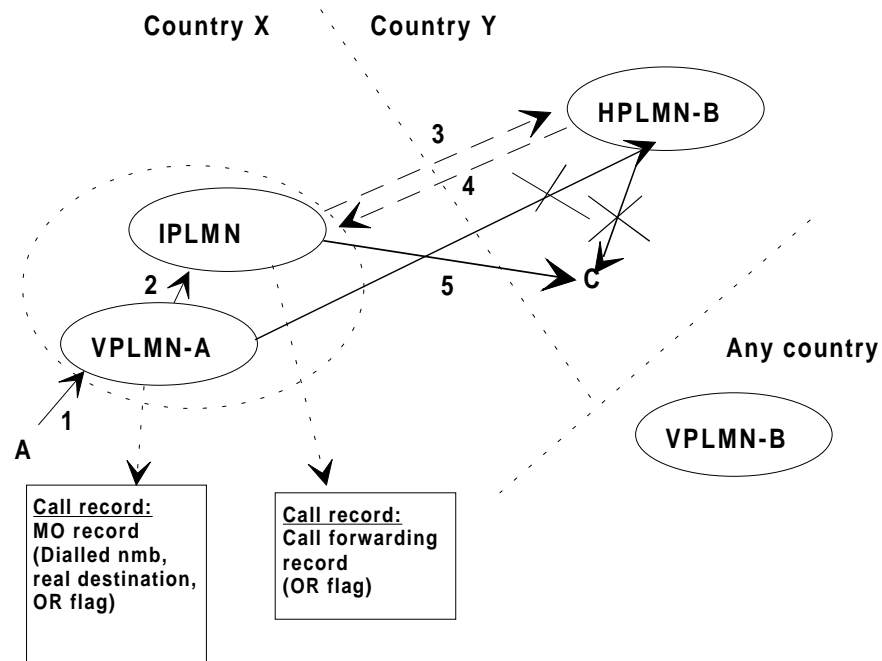 Country X
Country Y
HPLMN-B
3
4
IPLMN
2
5
C
VPLMN-A
Any country
1
A
VPLMN-B
Call record:
MO record
(Dialled nmb,
real destination,
OR flag)
Call record:
Call forwarding
record
(OR flag)